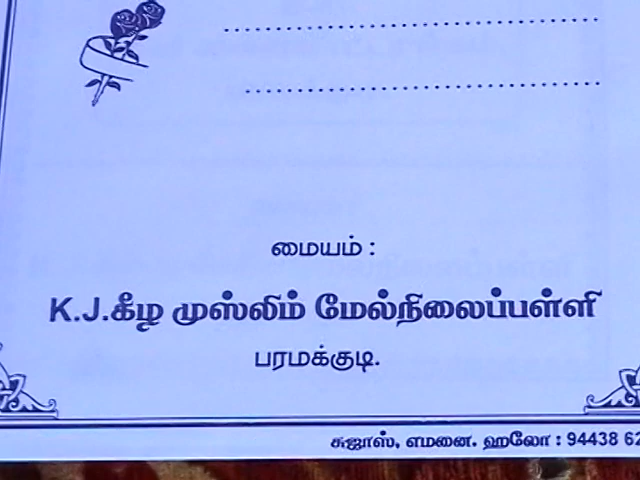 மையம் :
K.J.கீழ முஸ்லிம் மேல்நிலைப்பள்ளி
பரமக்குடி.
சுஜாஸ், எமனை. ஹலோ : 94438 62